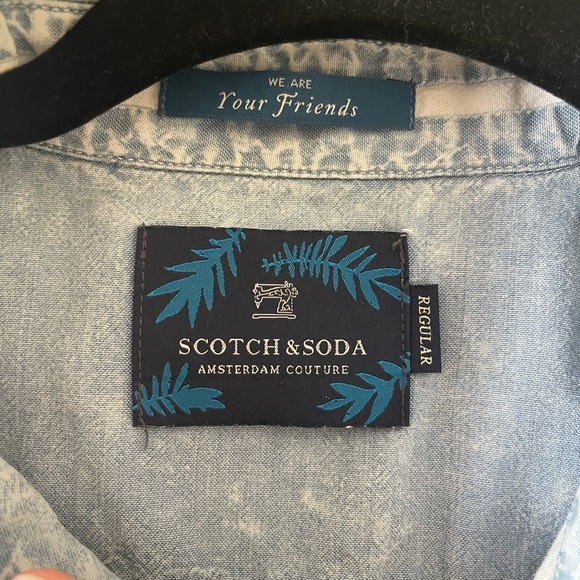 WE ARE
Your Friends
SCOTCH & SODA
AMSTERDAM COUTURE
REGULAR